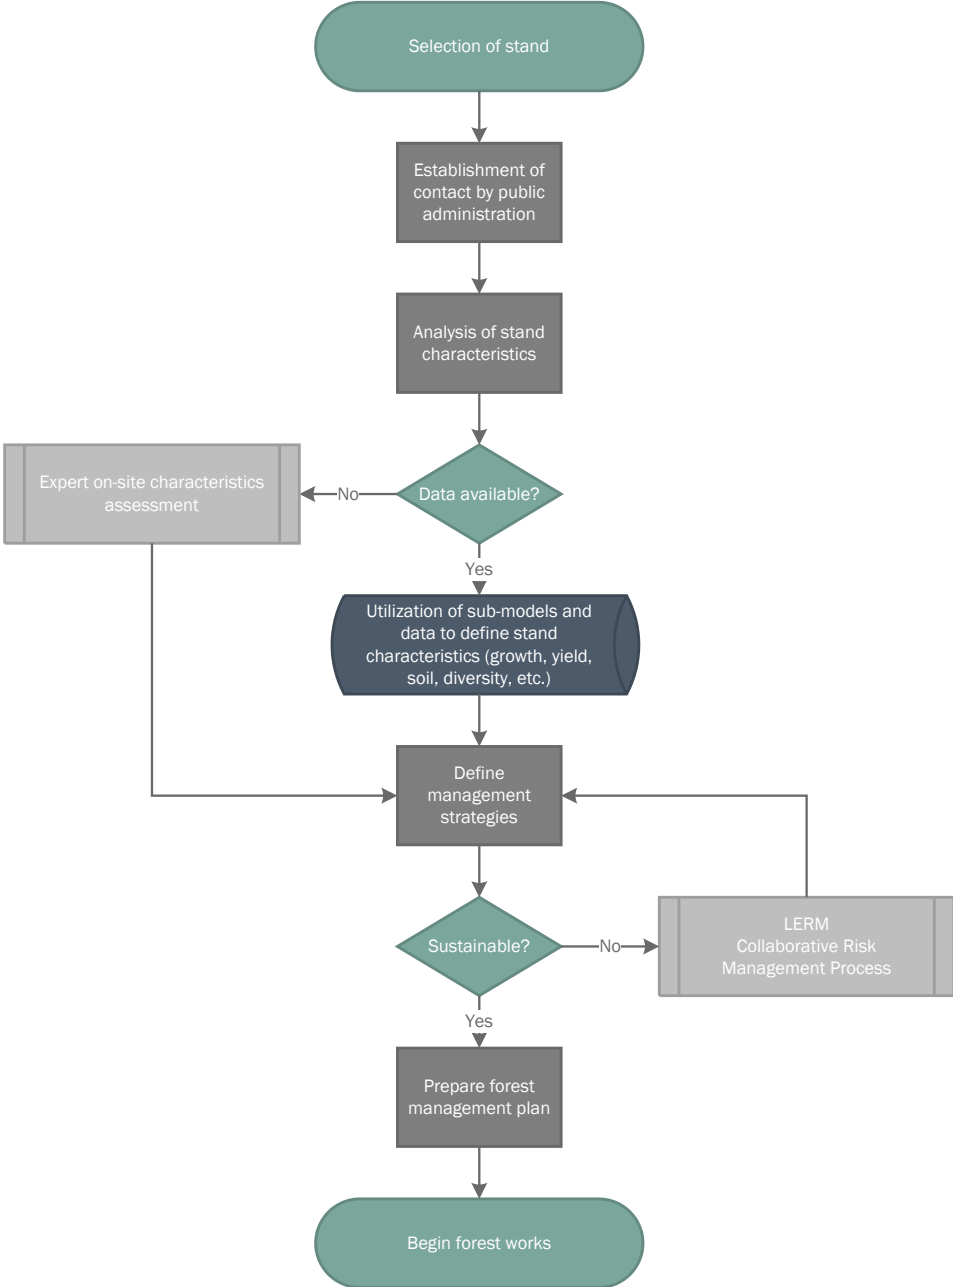 Selection of stand
Establishment of
contact by public
administration
Analysis of stand
characteristics
Expert on-site characteristics
assessment
No
Data available?
Yes
Utilization of sub-models and
data to define stand
characteristics (growth, yield,
soil, diversity, etc.)
Define
management
strategies
Sustainable?
No
LERM
Collaborative Risk
Management Process
Yes
Prepare forest
management plan
Begin forest works